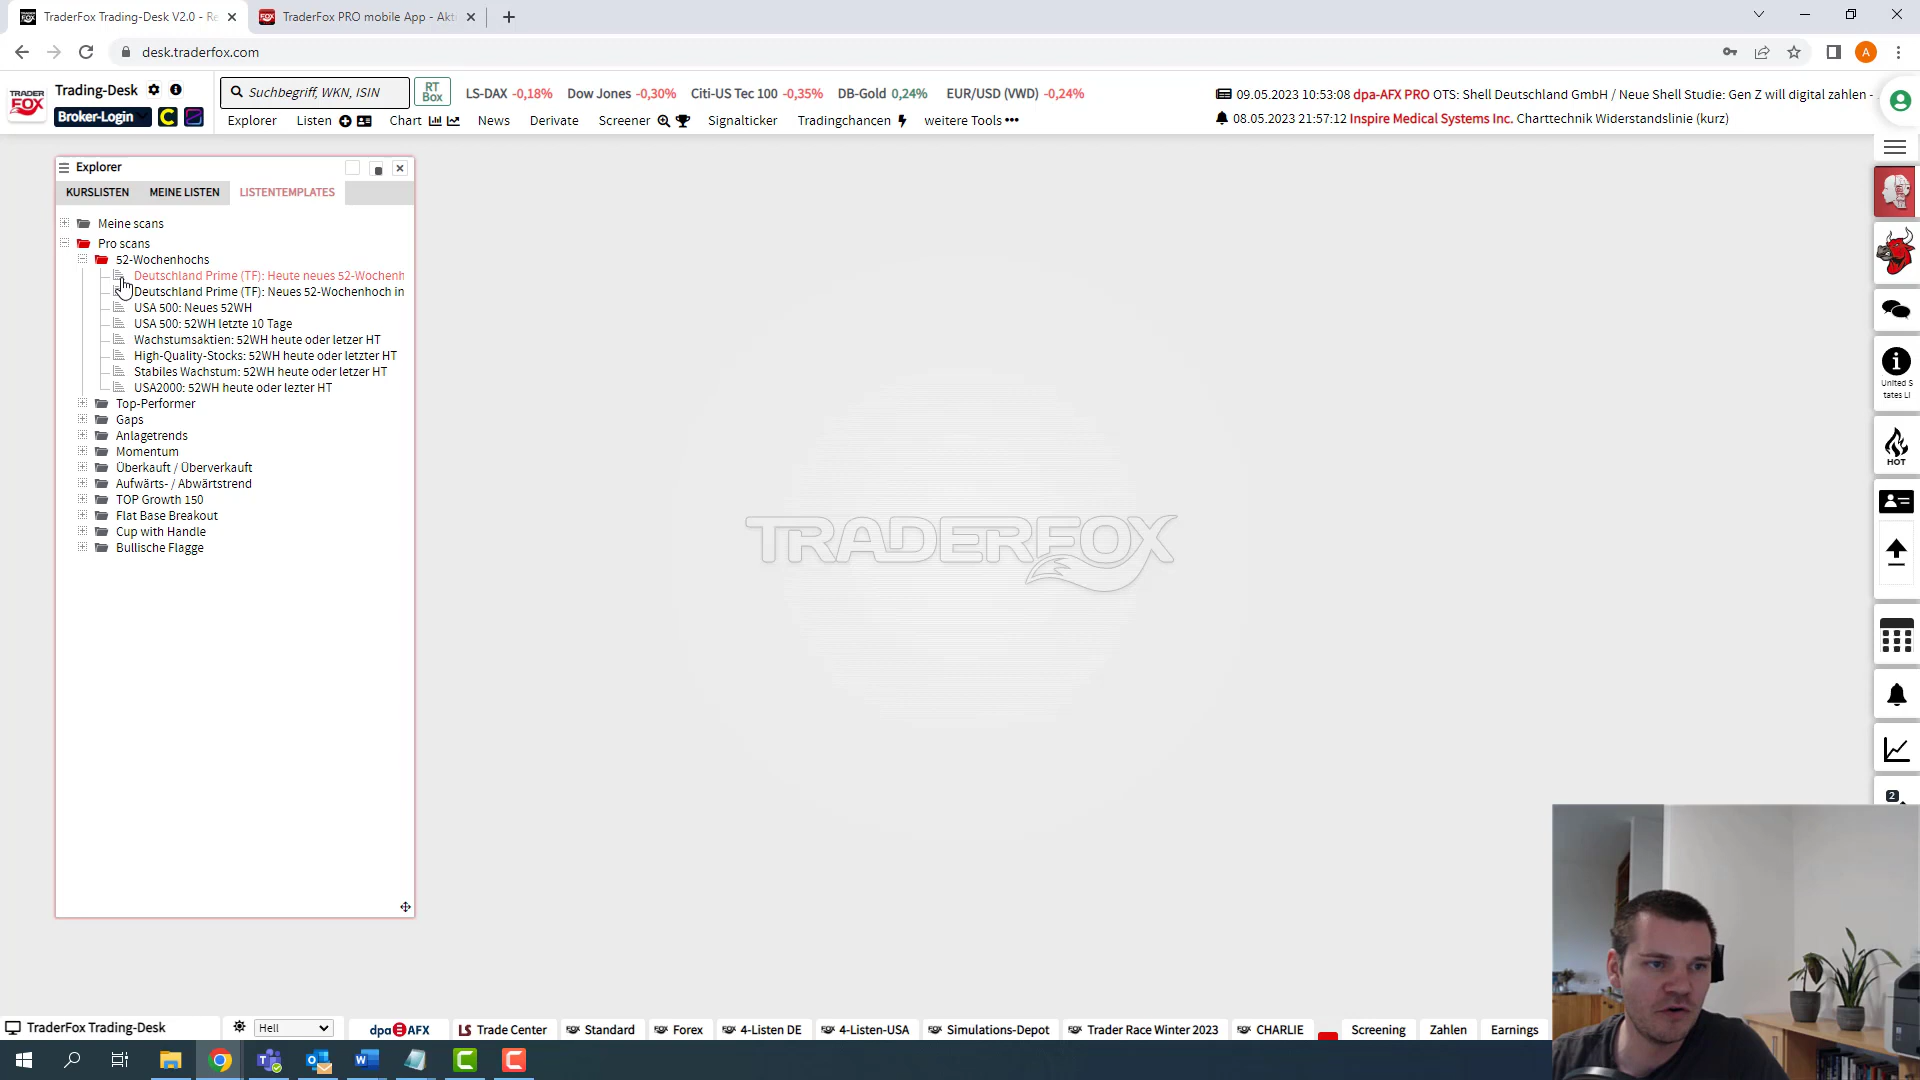 TraderFox Trading-Desk V2.0 - Re
TraderFox PRO mobile App - Akti
desk.traderfox.com
A
TRADER FOX
Trading-Desk
Broker-Login
Suchbegriff, WKN, ISIN
RT Box
LS-DAX -0,18%
Dow Jones -0,30%
Citi-US Tec 100 -0,35%
DB-Gold 0,24%
EUR/USD (VWD) -0,24%
09.05.2023 10:53:08 dpa-AFX PRO OTS: Shell Deutschland GmbH / Neue Shell Studie: Gen Z will digital zahlen -
08.05.2023 21:57:12 Inspire Medical Systems Inc. Charttechnik Widerstandslinie (kurz)
Explorer
Listen
Chart
News
Derivate
Screener
Signalticker
Tradingchancen
weitere Tools •••
Explorer
KURSLISTEN
MEINE LISTEN
LISTENTEMPLATES
Meine scans
Pro scans
52-Wochenhochs
Deutschland Prime (TF): Heute neues 52-Wochenh
Deutschland Prime (TF): Neues 52-Wochenhoch in
USA 500: Neues 52WH
USA 500: 52WH letzte 10 Tage
Wachstumsaktien: 52WH heute oder letzer HT
High-Quality-Stocks: 52WH heute oder letzter HT
Stabiles Wachstum: 52WH heute oder letzer HT
USA2000: 52WH heute oder lezter HT
Top-Performer
Gaps
Anlagetrends
Momentum
Überkauft / Überverkauft
Aufwärts- / Abwärtstrend
TOP Growth 150
Flat Base Breakout
Cup with Handle
Bullische Flagge
TRADERFOX
United S
tates LI
HOT
2
TraderFox Trading-Desk
Hell
dpa AFX
LS Trade Center
Standard
Forex
4-Listen DE
4-Listen-USA
Simulations-Depot
Trader Race Winter 2023
CHARLIE
Screening
Zahlen
Earnings